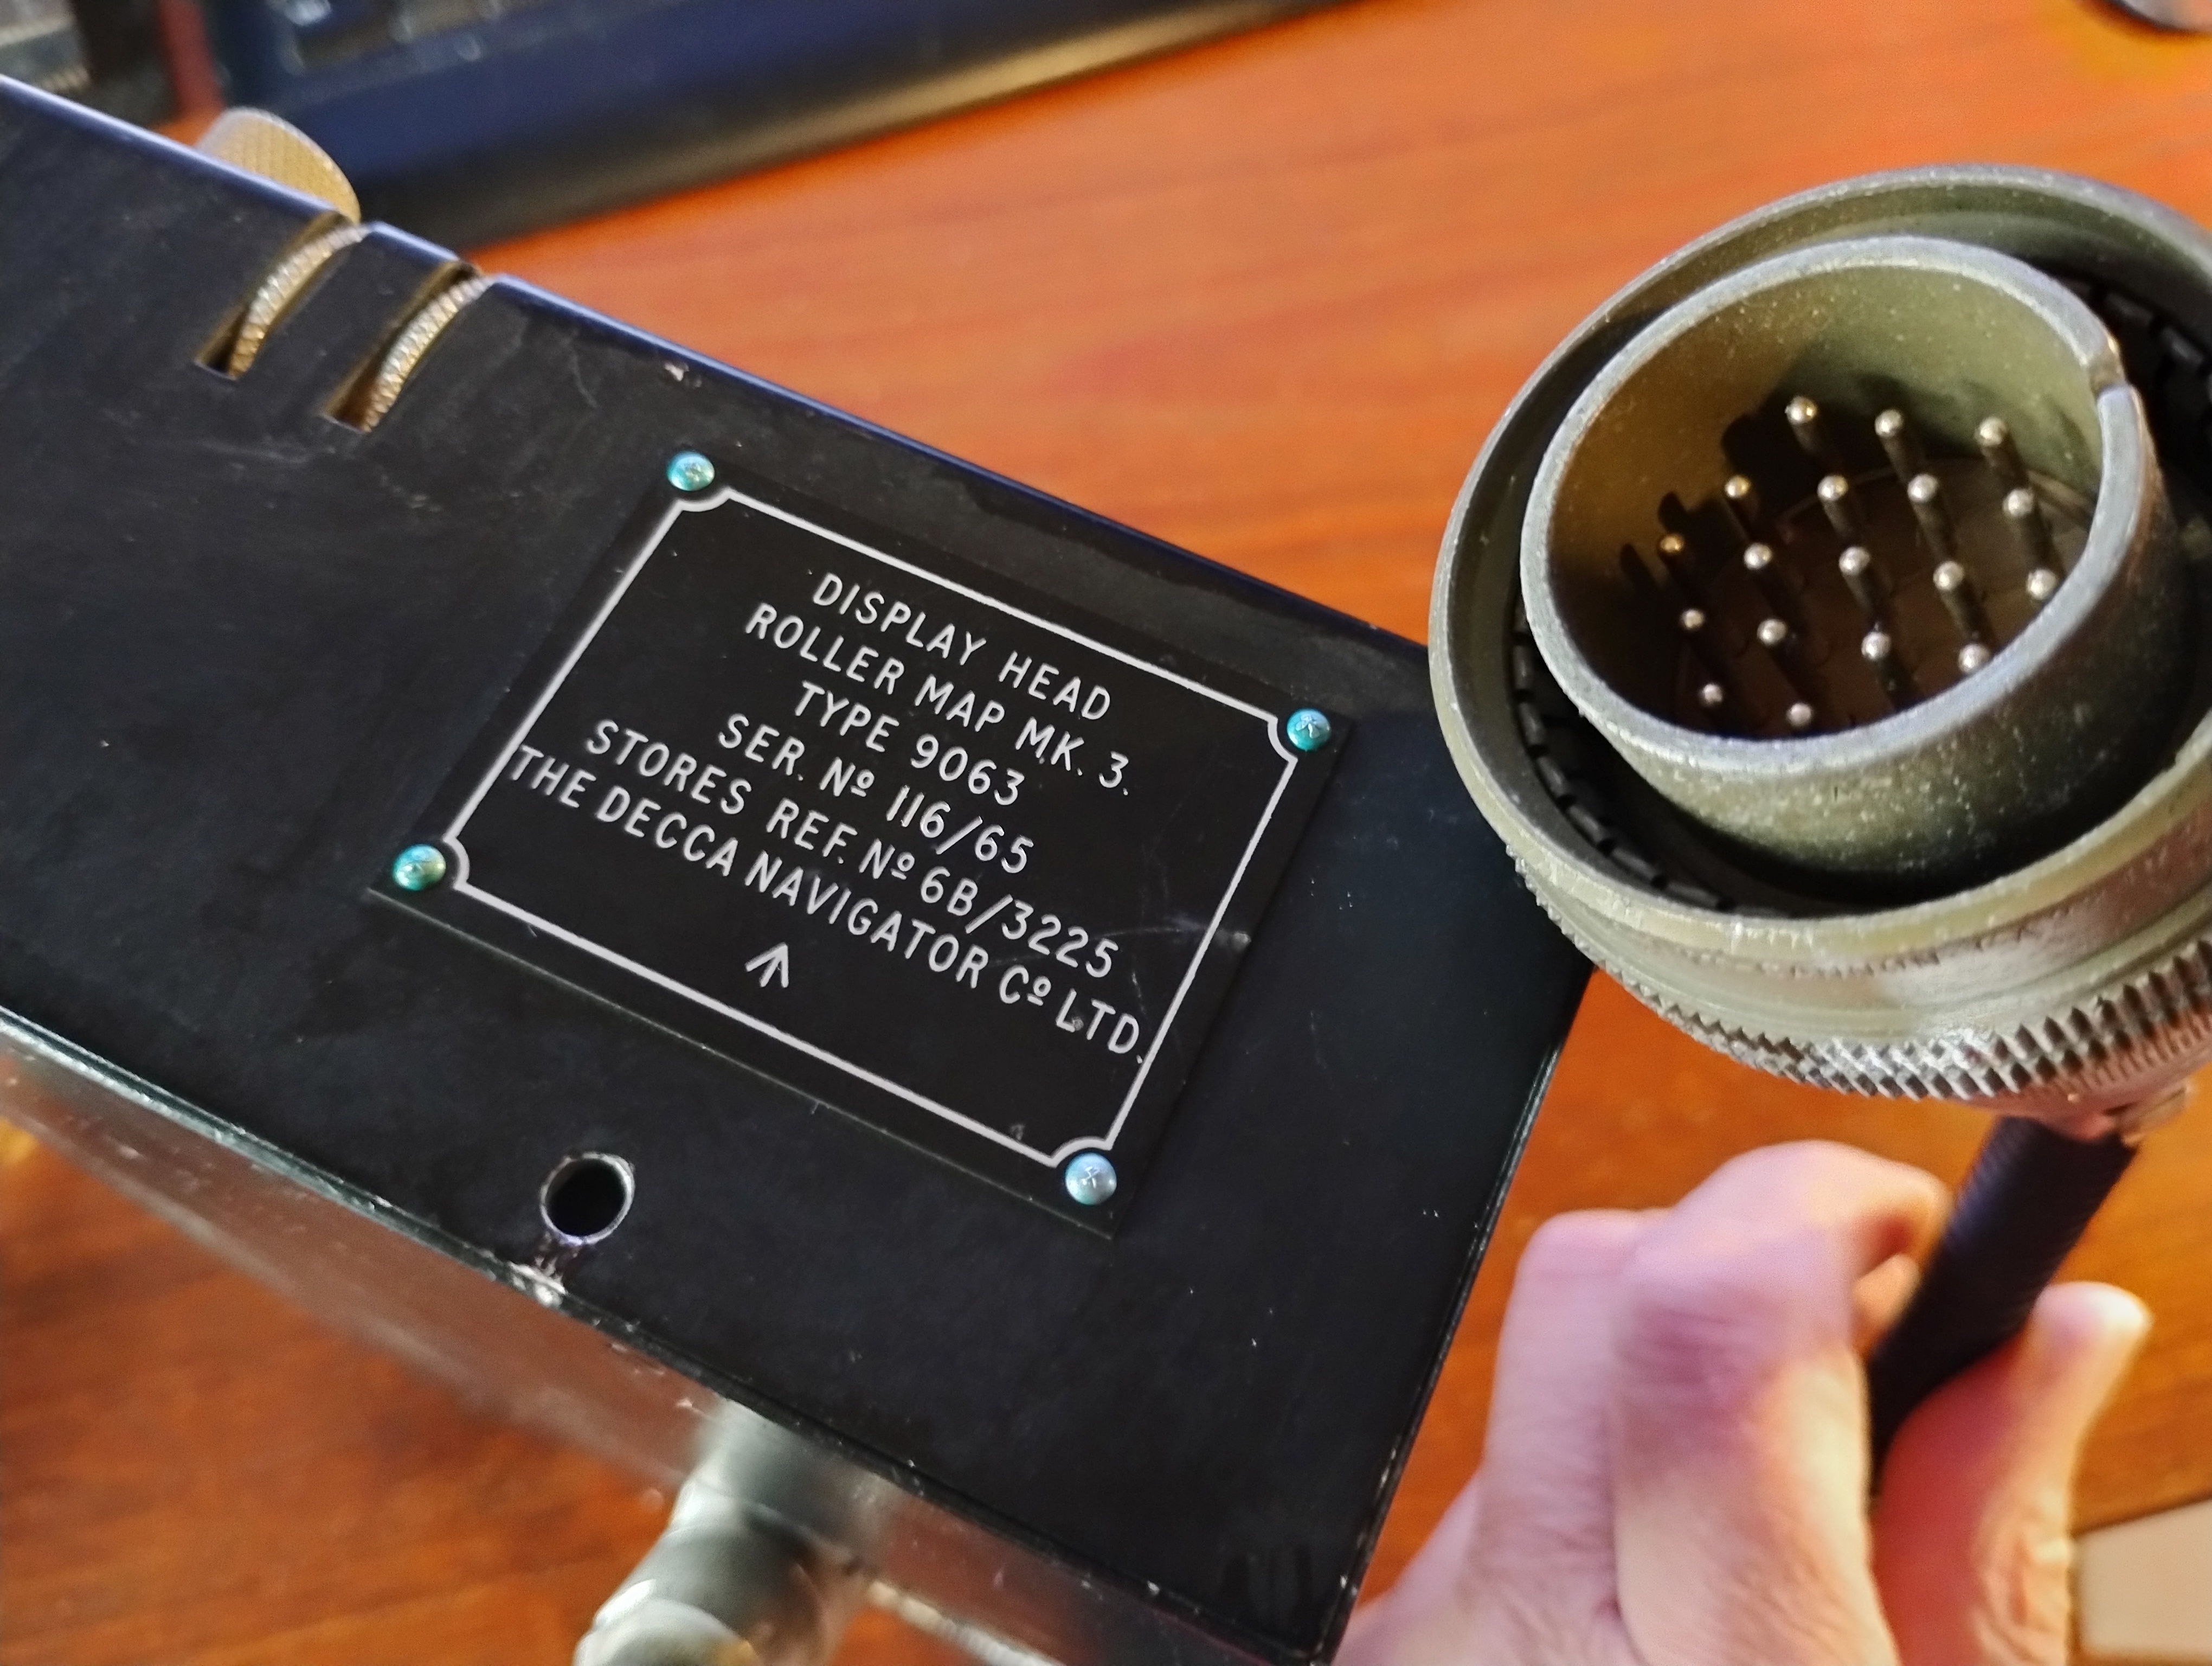 DISPLAY HEAD
ROLLER MAP MK. 3.
TYPE 9063
SER. Nº 116/65
STORES REF. Nº 6B/3225
THE DECCA NAVIGATOR Cº LTD.